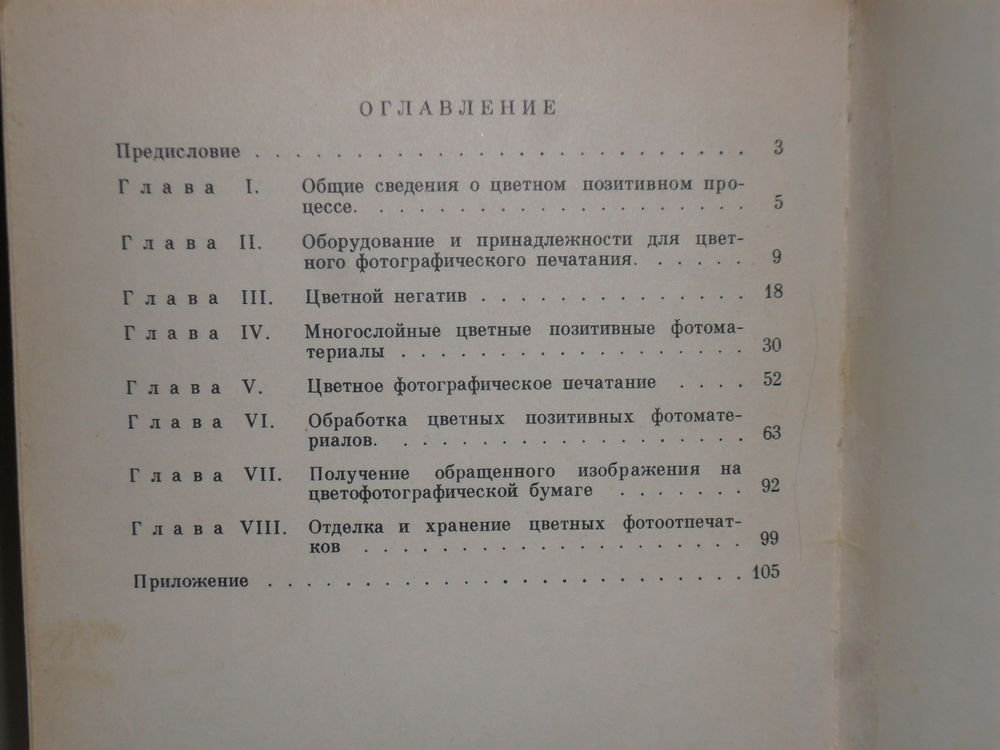 ОГЛАВЛЕНИЕ
Предисловие . . . . . . . . . . . . . . . . . . . . . . . . . 3
Глава I. Общие сведения о цветном позитивном про-
цессе. . . . . . . . . . . . . . . . . . . . 5
Глава II. Оборудование и принадлежности для цвет-
ного фотографического печатания. . . . . . 9
Глава III. Цветной негатив . . . . . . . . . . . . . . 18
Глава IV. Многослойные цветные позитивные фотома-
териалы . . . . . . . . . . . . . . . . . . 30
Глава V. Цветное фотографическое печатание . . . . 52
Глава VI. Обработка цветных позитивных фотомате-
риалов. . . . . . . . . . . . . . . . . . . 63
Глава VII. Получение обращенного изображения на
цветофотографической бумаге . . . . . . . 92
Глава VIII. Отделка и хранение цветных фотоотпечат-
ков . . . . . . . . . . . . . . . . . . . . 99
Приложение . . . . . . . . . . . . . . . . . . . . . . . . 105